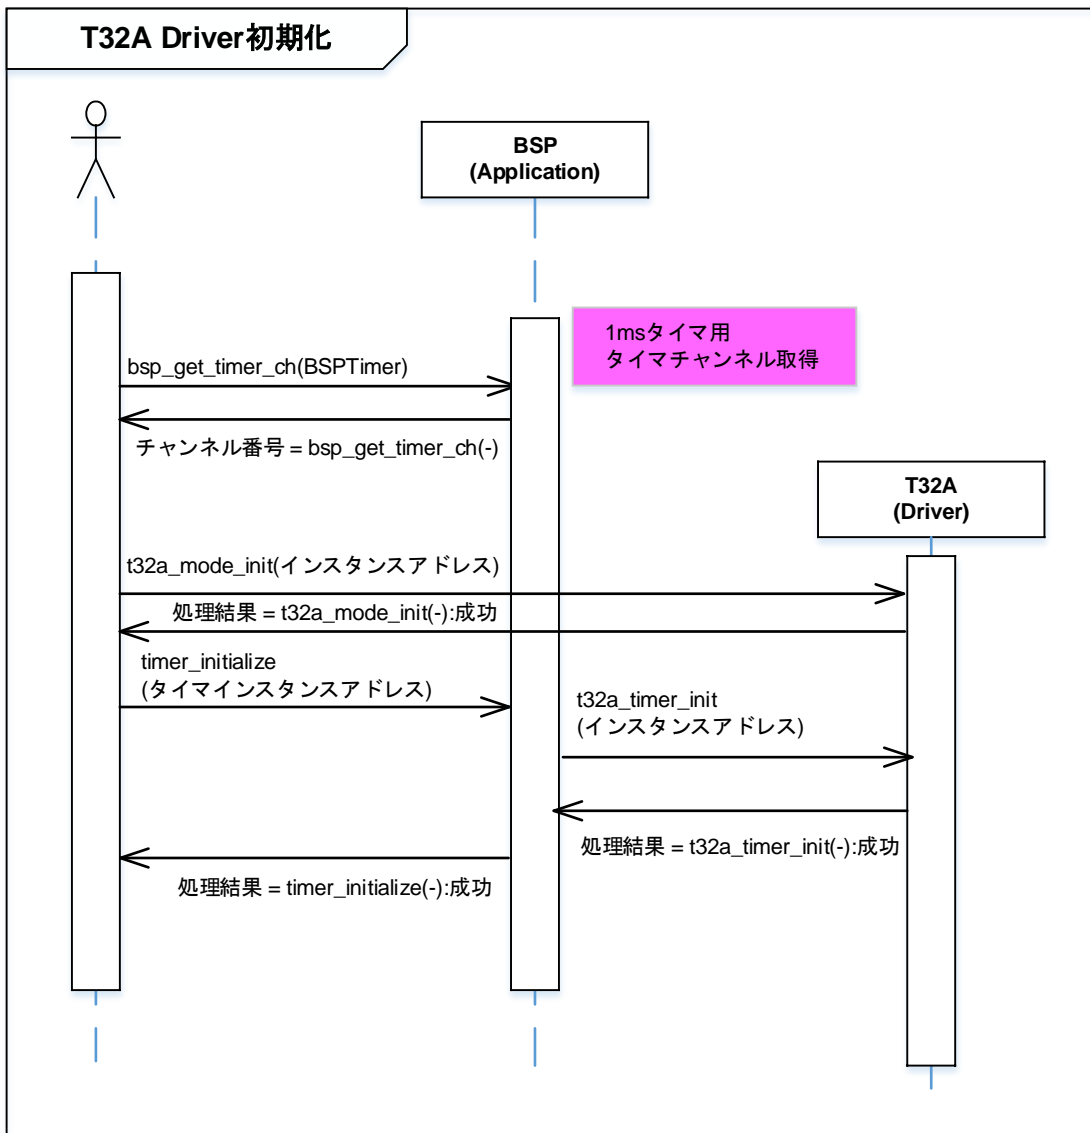 T32A Driver初期化
BSP
(Application)
1msタイマ用
タイマチャンネル取得
bsp_get_timer_ch(BSPTimer)
チャンネル番号 = bsp_get_timer_ch(-)
T32A
(Driver)
t32a_mode_init(インスタンスアドレス)
処理結果 = t32a_mode_init(-):成功
timer_initialize
(タイマインスタンスアドレス)
t32a_timer_init
(インスタンスアドレス)
処理結果 = t32a_timer_init(-):成功
処理結果 = timer_initialize(-):成功